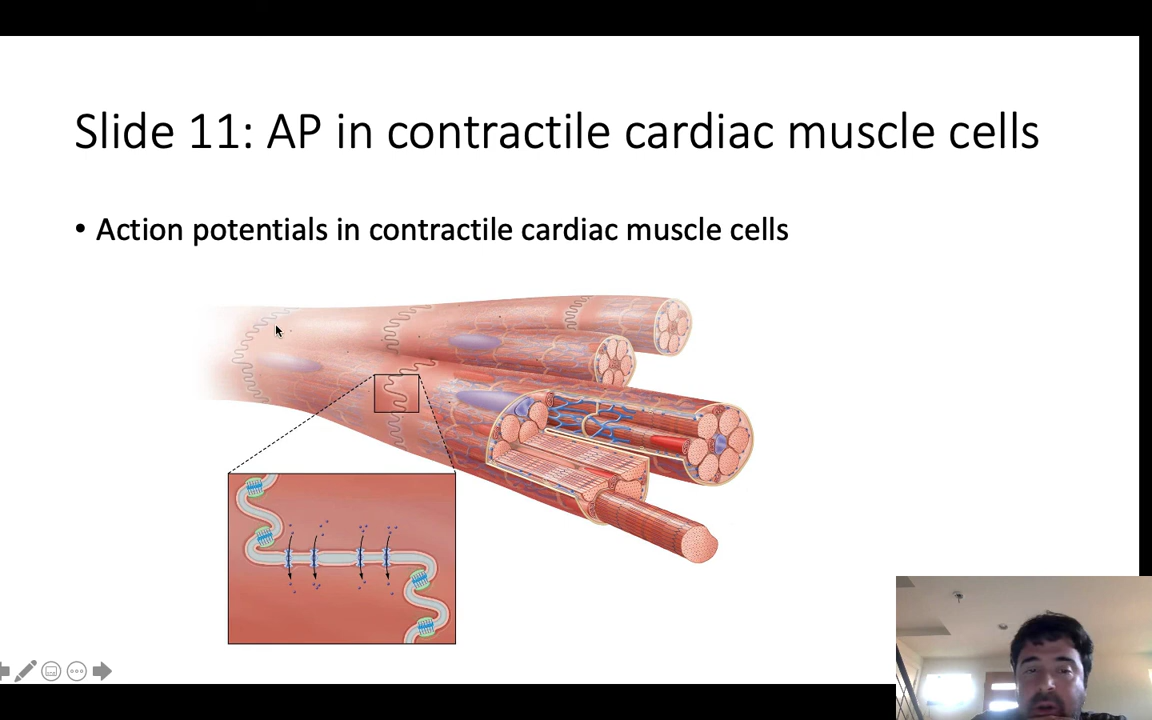 Slide 11: AP in contractile cardiac muscle cells
• Action potentials in contractile cardiac muscle cells